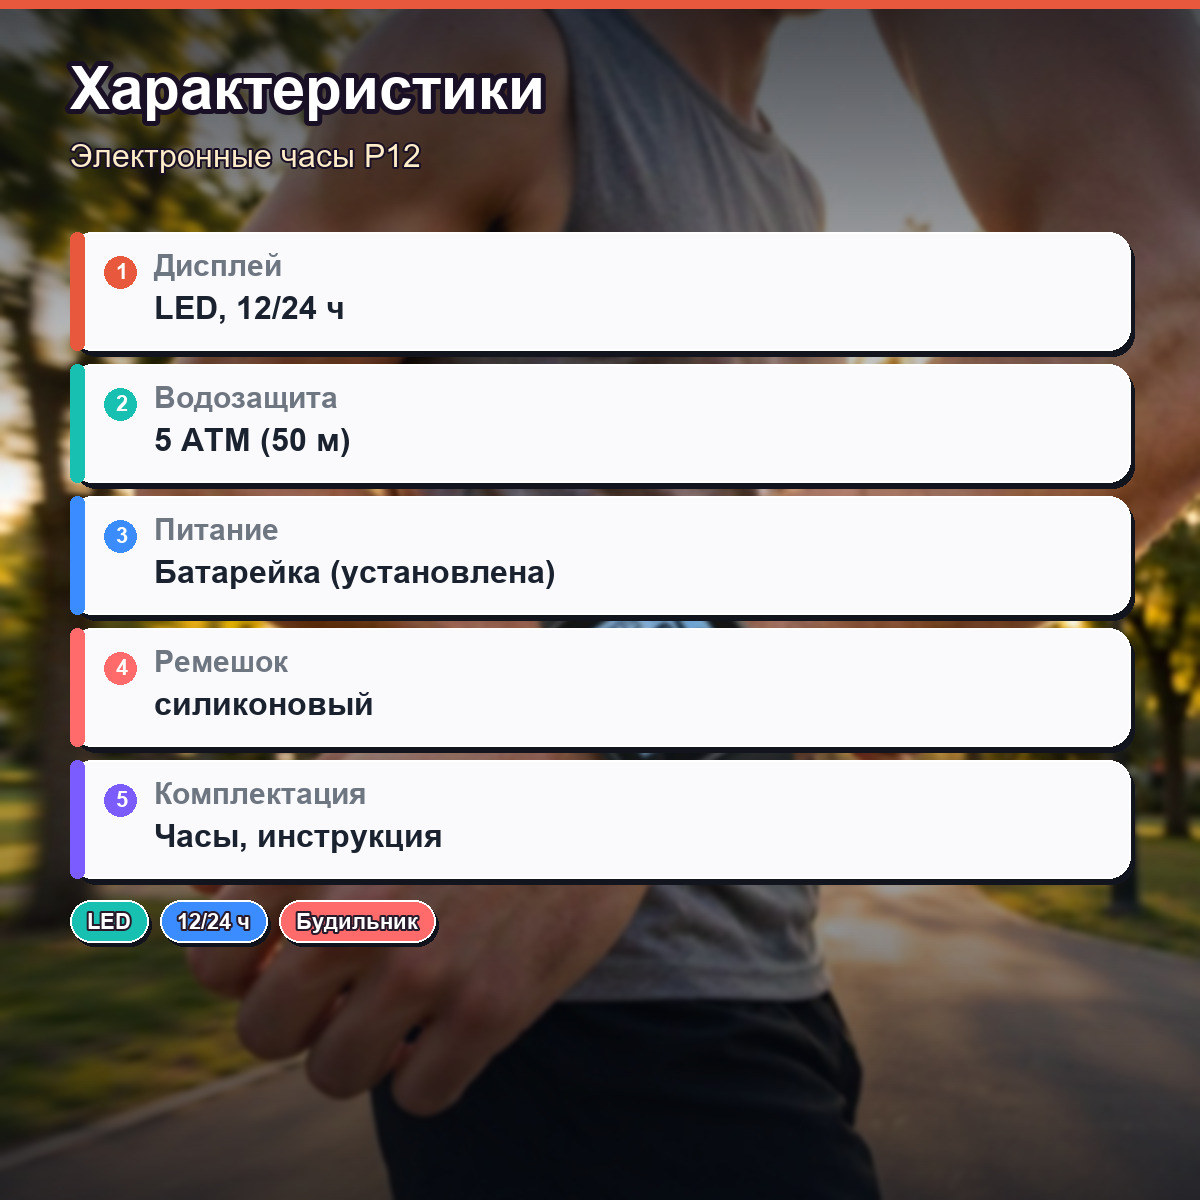 Характеристики
Электронные часы P12
1 Дисплей
LED, 12/24 ч
2 Водозащита
5 ATM (50 м)
3 Питание
Батарейка (установлена)
4 Ремешок
силиконовый
5 Комплектация
Часы, инструкция
LED 12/24 ч Будильник